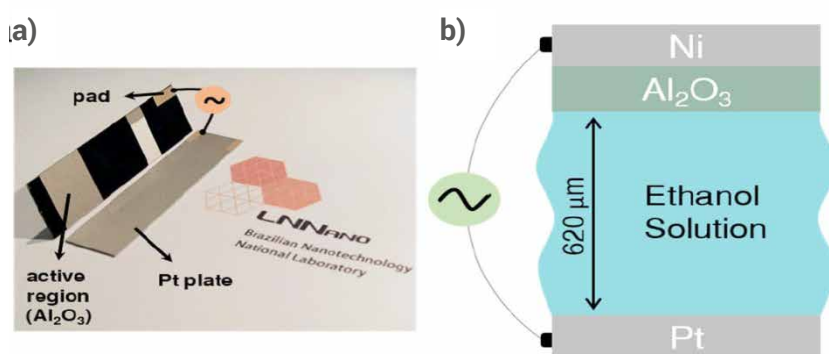 a)
pad
active
region
(Al₂O₃)
Pt plate
LNNANO
Brazilian Nanotechnology
National Laboratory
b)
Ni
Al₂O₃
620 μm
Ethanol
Solution
Pt